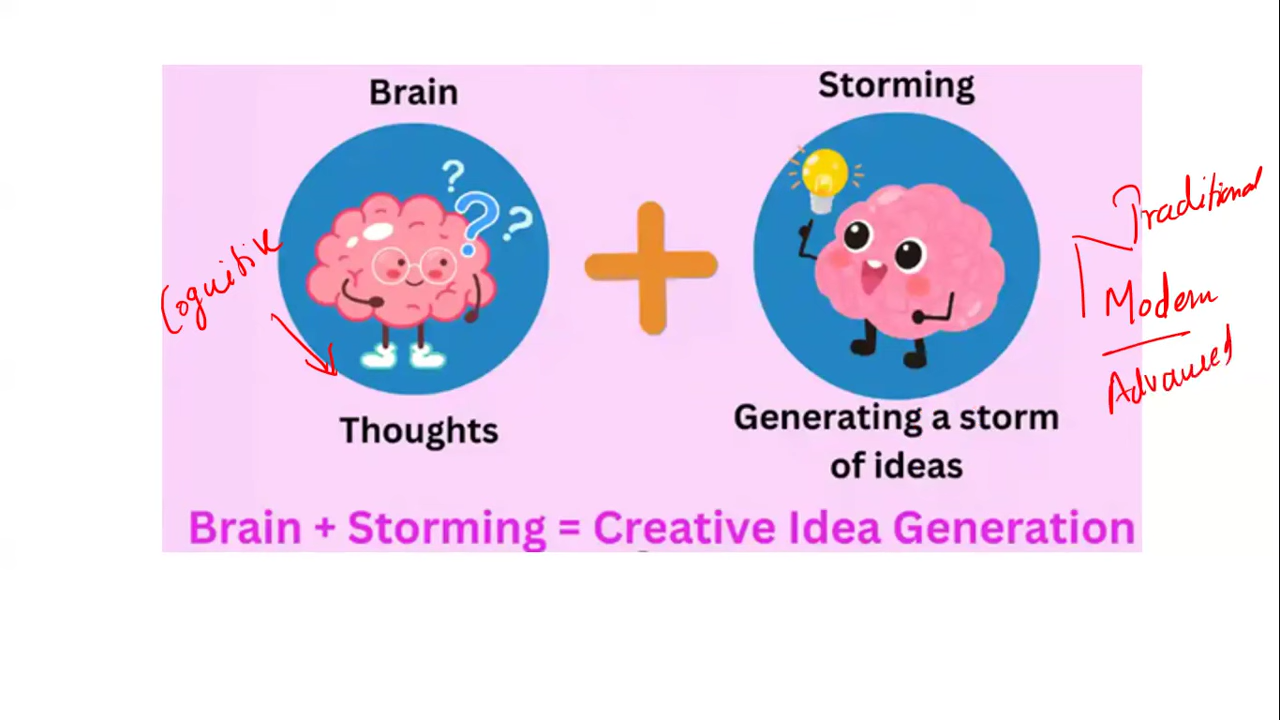 Brain
Storming
Cognitive
Traditional
Modern
Advanced
Thoughts
Generating a storm
of ideas
Brain + Storming = Creative Idea Generation